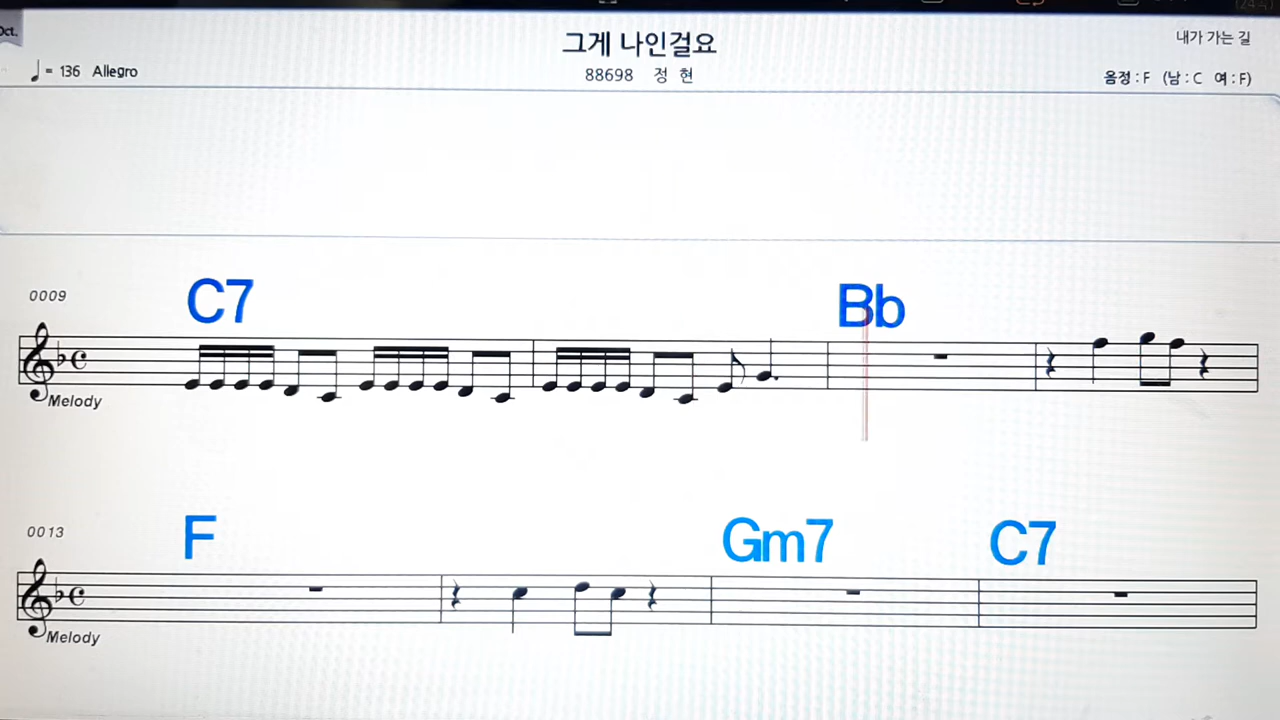 Oct.
그게 나인걸요
내가 가는 길
♩= 136 Allegro
88698 정 현
음정 : F (남 : C 여 : F)
0009
C7 Bb
Melody
0013
F Gm7 C7
Melody